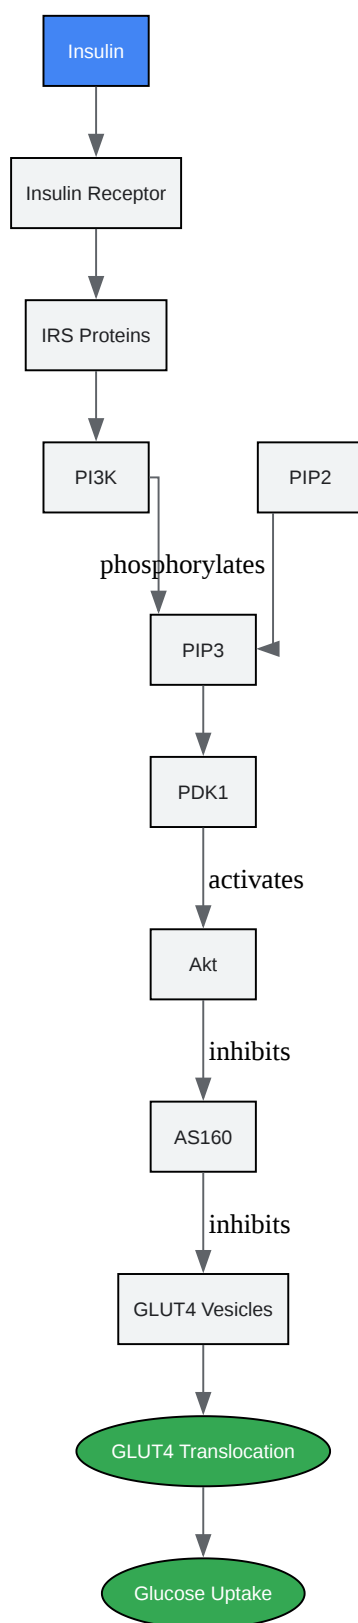 Insulin
Insulin Receptor
IRS Proteins
PI3K
PIP2
phosphorylates
PIP3
PDK1
activates
Akt
inhibits
AS160
inhibits
GLUT4 Vesicles
GLUT4 Translocation
Glucose Uptake